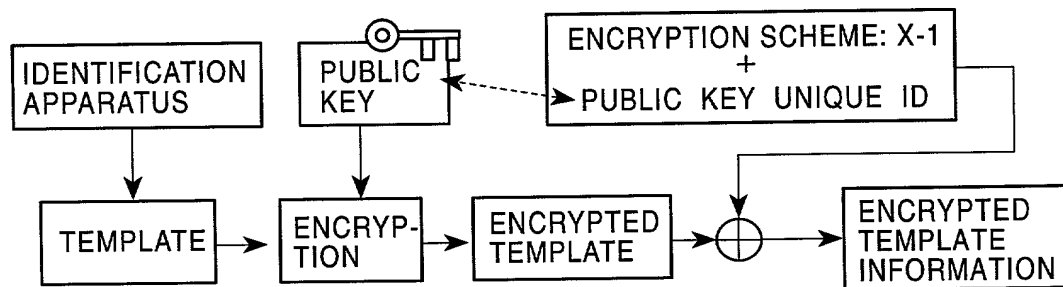 IDENTIFICATION
APPARATUS
PUBLIC
KEY
ENCRYPTION SCHEME: X-1
+
PUBLIC KEY UNIQUE ID
TEMPLATE
ENCRYP-
TION
ENCRYPTED
TEMPLATE
ENCRYPTED
TEMPLATE
INFORMATION